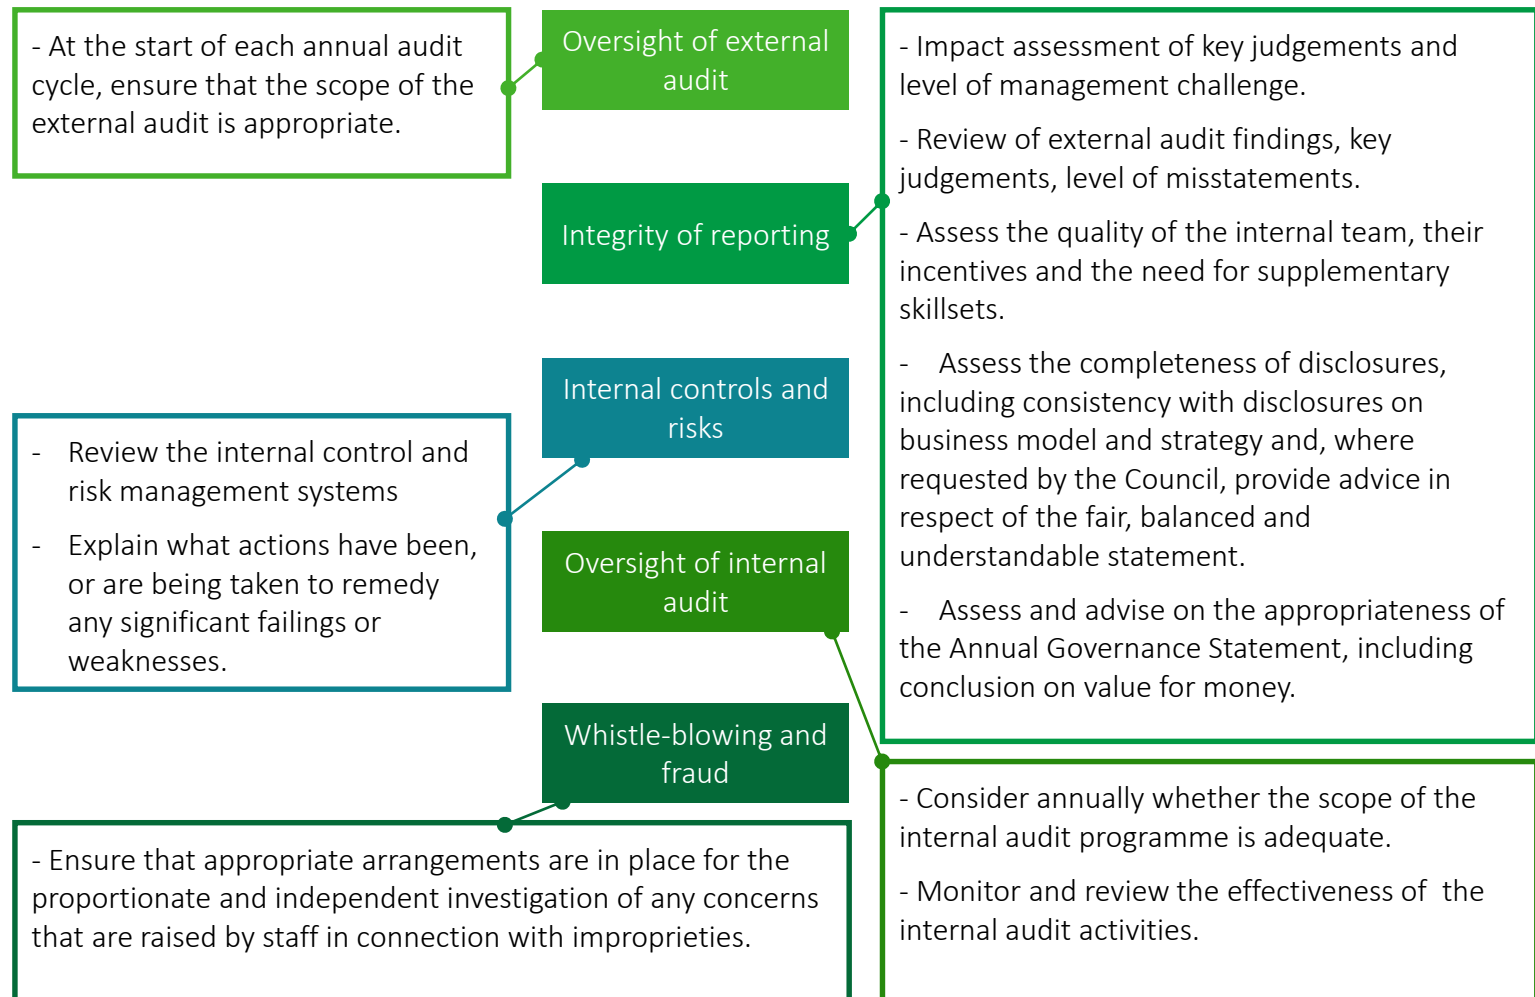 - At the start of each annual audit
cycle, ensure that the scope of the
external audit is appropriate.
Oversight of external
audit
Integrity of reporting
- Impact assessment of key judgements and
level of management challenge.
- Review of external audit findings, key
judgements, level of misstatements.
- Assess the quality of the internal team, their
incentives and the need for supplementary
skillsets.
- Assess the completeness of disclosures,
including consistency with disclosures on
business model and strategy and, where
requested by the Council, provide advice in
respect of the fair, balanced and
understandable statement.
- Assess and advise on the appropriateness of
the Annual Governance Statement, including
conclusion on value for money.
Internal controls and
risks
- Review the internal control and
risk management systems
- Explain what actions have been,
or are being taken to remedy
any significant failings or
weaknesses.
Oversight of internal
audit
- Consider annually whether the scope of the
internal audit programme is adequate.
- Monitor and review the effectiveness of the
internal audit activities.
Whistle-blowing and
fraud
- Ensure that appropriate arrangements are in place for the
proportionate and independent investigation of any concerns
that are raised by staff in connection with improprieties.